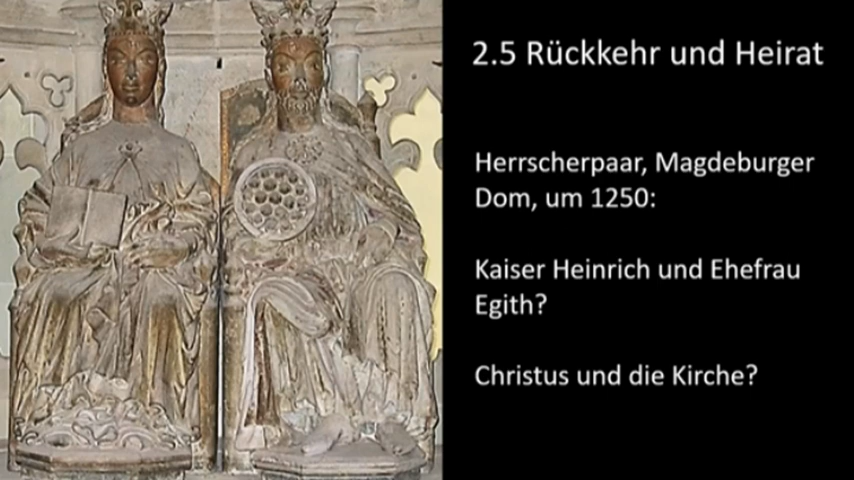 2.5 Rückkehr und Heirat
Herrscherpaar, Magdeburger
Dom, um 1250:
Kaiser Heinrich und Ehefrau
Egith?
Christus und die Kirche?